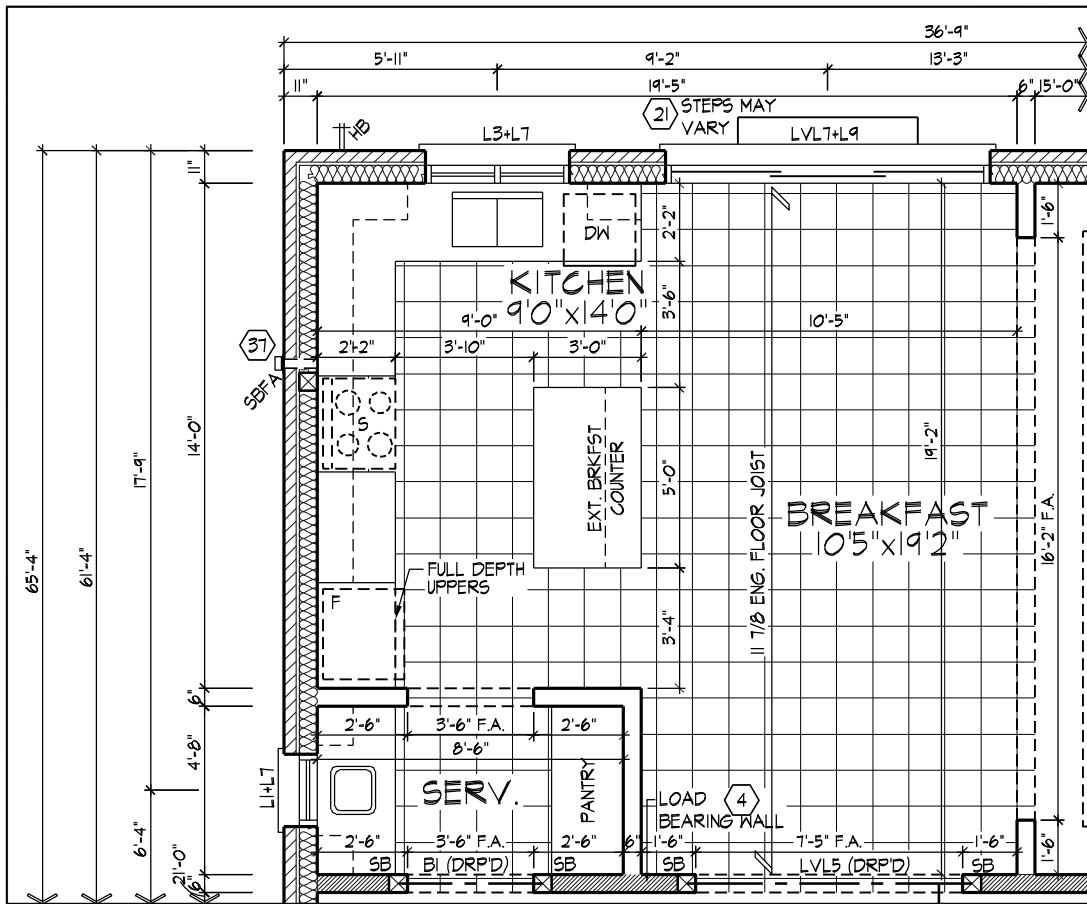 36'-9"
5'-11"
9'-2"
13'-3"
11"
19'-5"
6"
15'-0"
HB
L3+L7
21
STEPS MAY
VARY
LVL7+L9
11"
DW
2'-2"
1'-6"
KITCHEN
9'0"x14'0"
3'-6"
9'-0"
10'-5"
37
SBFA
2'-2"
3'-10"
3'-0"
S
14'-0"
17'-9"
61'-4"
65'-4"
EXT. BRKFST
COUNTER
5'-0"
11 7/8 ENG. FLOOR JOIST
19'-2"
BREAKFAST
10'5"x19'2"
16'-2" F.A.
FULL DEPTH
UPPERS
F
3'-4"
6"
4'-8"
2'-6"
3'-6" F.A.
2'-6"
8'-6"
L1+L7
SERV.
PANTRY
LOAD
BEARING WALL
4
6'-4"
2'-6"
3'-6" F.A.
2'-6"
6"
1'-6"
7'-5" F.A.
1'-6"
1'-6"
SB
B1 (DRP'D)
SB
SB
LVL5 (DRP'D)
SB
21'-0"
6"